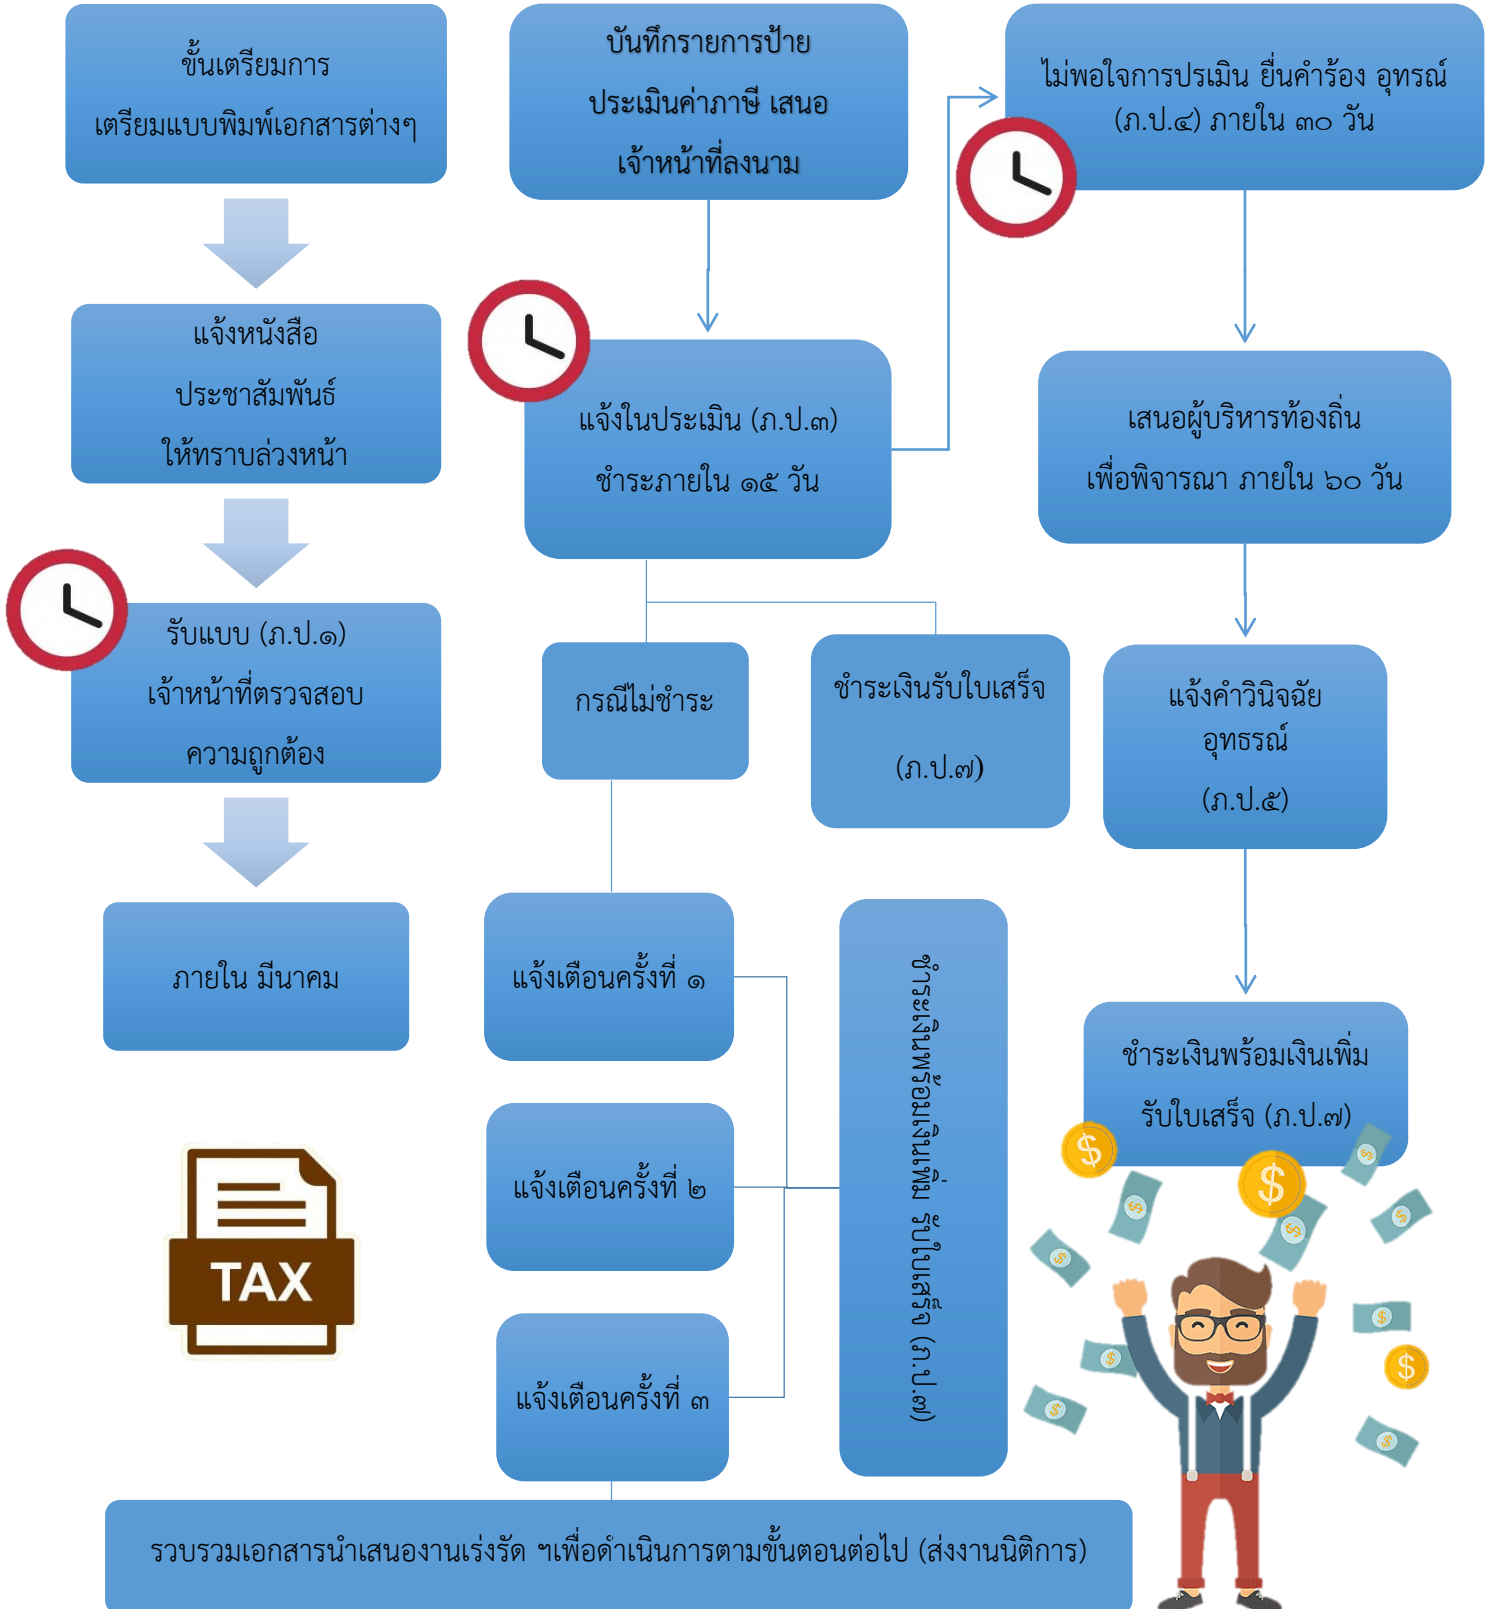 ขั้นเตรียมการ
เตรียมแบบพิมพ์เอกสารต่างๆ
แจ้งหนังสือ
ประชาสัมพันธ์
ให้ทราบล่วงหน้า
รับแบบ (ภ.ป.๑)
เจ้าหน้าที่ตรวจสอบ
ความถูกต้อง
ภายใน มีนาคม
TAX
บันทึกรายการป้าย
ประเมินค่าภาษี เสนอ
เจ้าหน้าที่ลงนาม
แจ้งในประเมิน (ภ.ป.๓)
ชำระภายใน ๑๕ วัน
กรณีไม่ชำระ
ชำระเงินรับใบเสร็จ
(ภ.ป.๗)
แจ้งเตือนครั้งที่ ๑
แจ้งเตือนครั้งที่ ๒
แจ้งเตือนครั้งที่ ๓
ชำระเงินพร้อมเงินเพิ่ม รับใบเสร็จ (ภ.ป.๗)
ไม่พอใจการปรเมิน ยื่นคำร้อง อุทรณ์
(ภ.ป.๔) ภายใน ๓๐ วัน
เสนอผู้บริหารท้องถิ่น
เพื่อพิจารณา ภายใน ๖๐ วัน
แจ้งคำวินิจฉัย
อุทธรณ์
(ภ.ป.๕)
ชำระเงินพร้อมเงินเพิ่ม
รับใบเสร็จ (ภ.ป.๗)
รวบรวมเอกสารนำเสนองานเร่งรัด ฯเพื่อดำเนินการตามขั้นตอนต่อไป (ส่งงานนิติการ)